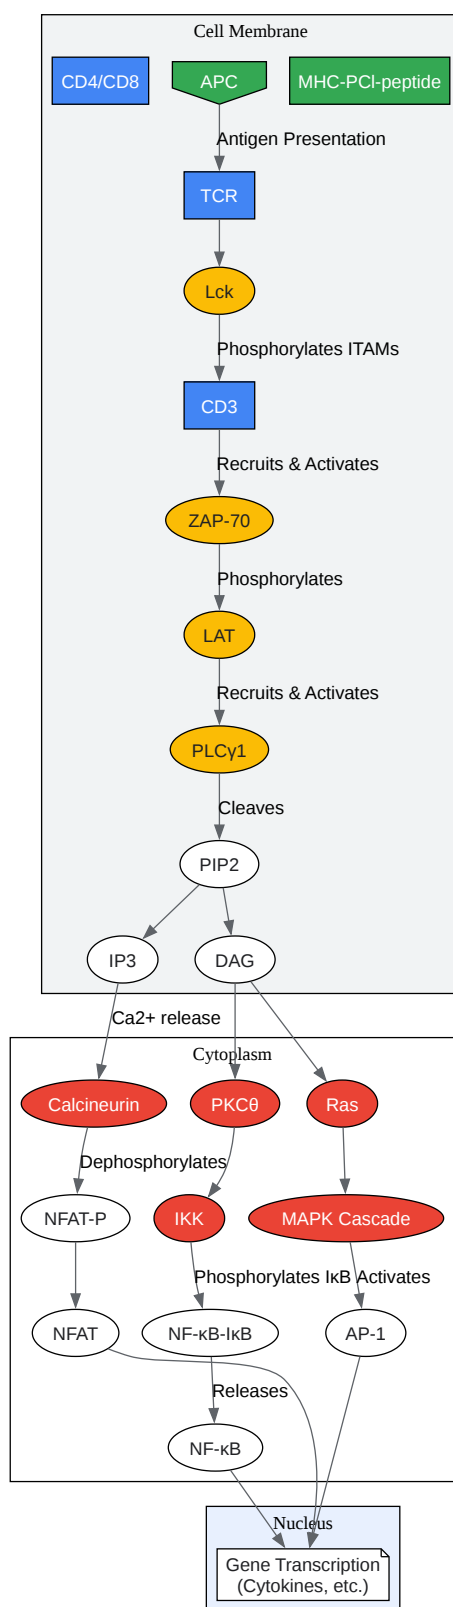 Cell Membrane
CD4/CD8
APC
MHC-PCl-peptide
Antigen Presentation
TCR
Lck
Phosphorylates ITAMs
CD3
Recruits & Activates
ZAP-70
Phosphorylates
LAT
Recruits & Activates
PLCγ1
Cleaves
PIP2
IP3
DAG
Ca2+ release
Cytoplasm
Calcineurin
PKCθ
Ras
Dephosphorylates
NFAT-P
IKK
MAPK Cascade
Phosphorylates IκB
Activates
NFAT
NF-κB-IκB
AP-1
Releases
NF-κB
Nucleus
Gene Transcription
(Cytokines, etc.)